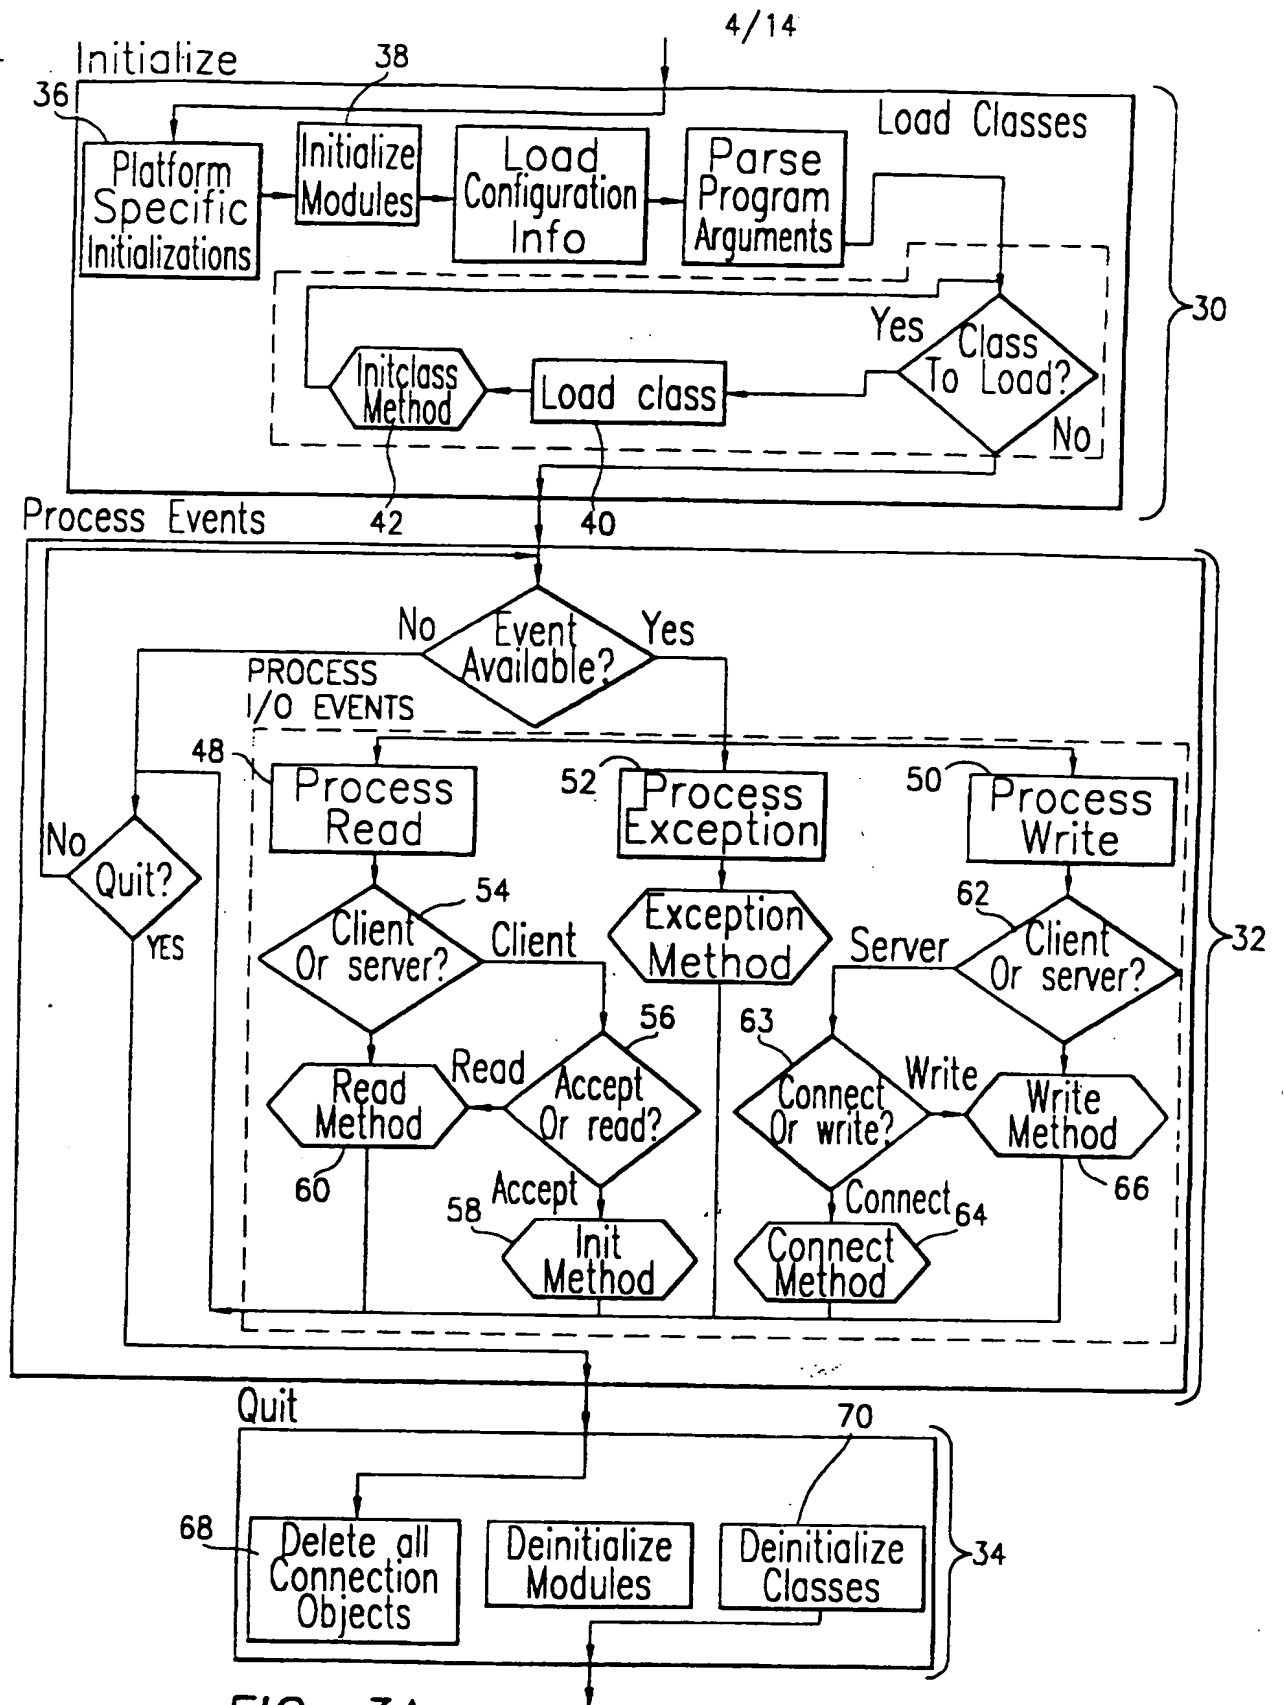 4/14
Initialize
38
36
Load Classes
Platform
Specific
Initializations
Initialize
Modules
Load
Configuration
Info
Parse
Program
Arguments
30
Yes
Class
To Load?
No
Load class
Initclass
Method
42
40
Process Events
No
Event
Available?
Yes
PROCESS
I/O EVENTS
48
Process
Read
52
Process
Exception
50
Process
Write
No
Quit?
YES
54
Client
Or server?
Client
Exception
Method
62
Server
Client
Or server?
32
56
63
Read
Method
Read
Accept
Or read?
Connect
Or write?
Write
Write
Method
60
Accept
58
Init
Method
Connect
64
Connect
Method
66
Quit
70
68
Delete all
Connection
Objects
Deinitialize
Modules
Deinitialize
Classes
34
FIG. 3A